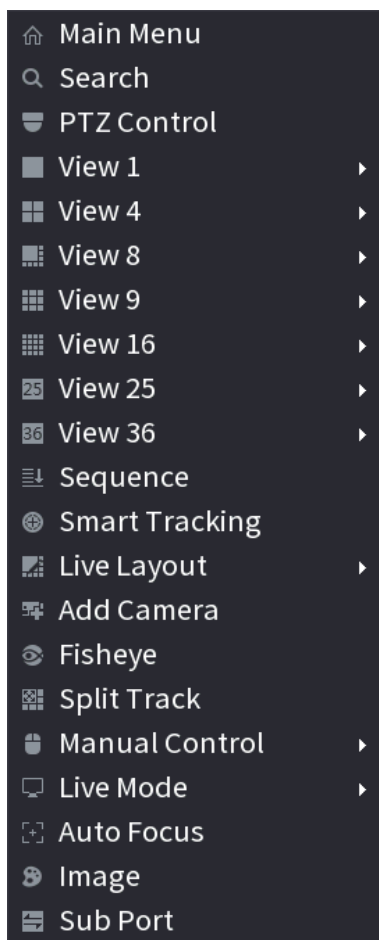 Main Menu
Search
PTZ Control
View 1
View 4
View 8
View 9
View 16
25 View 25
36 View 36
Sequence
Smart Tracking
Live Layout
Add Camera
Fisheye
Split Track
Manual Control
Live Mode
Auto Focus
Image
Sub Port